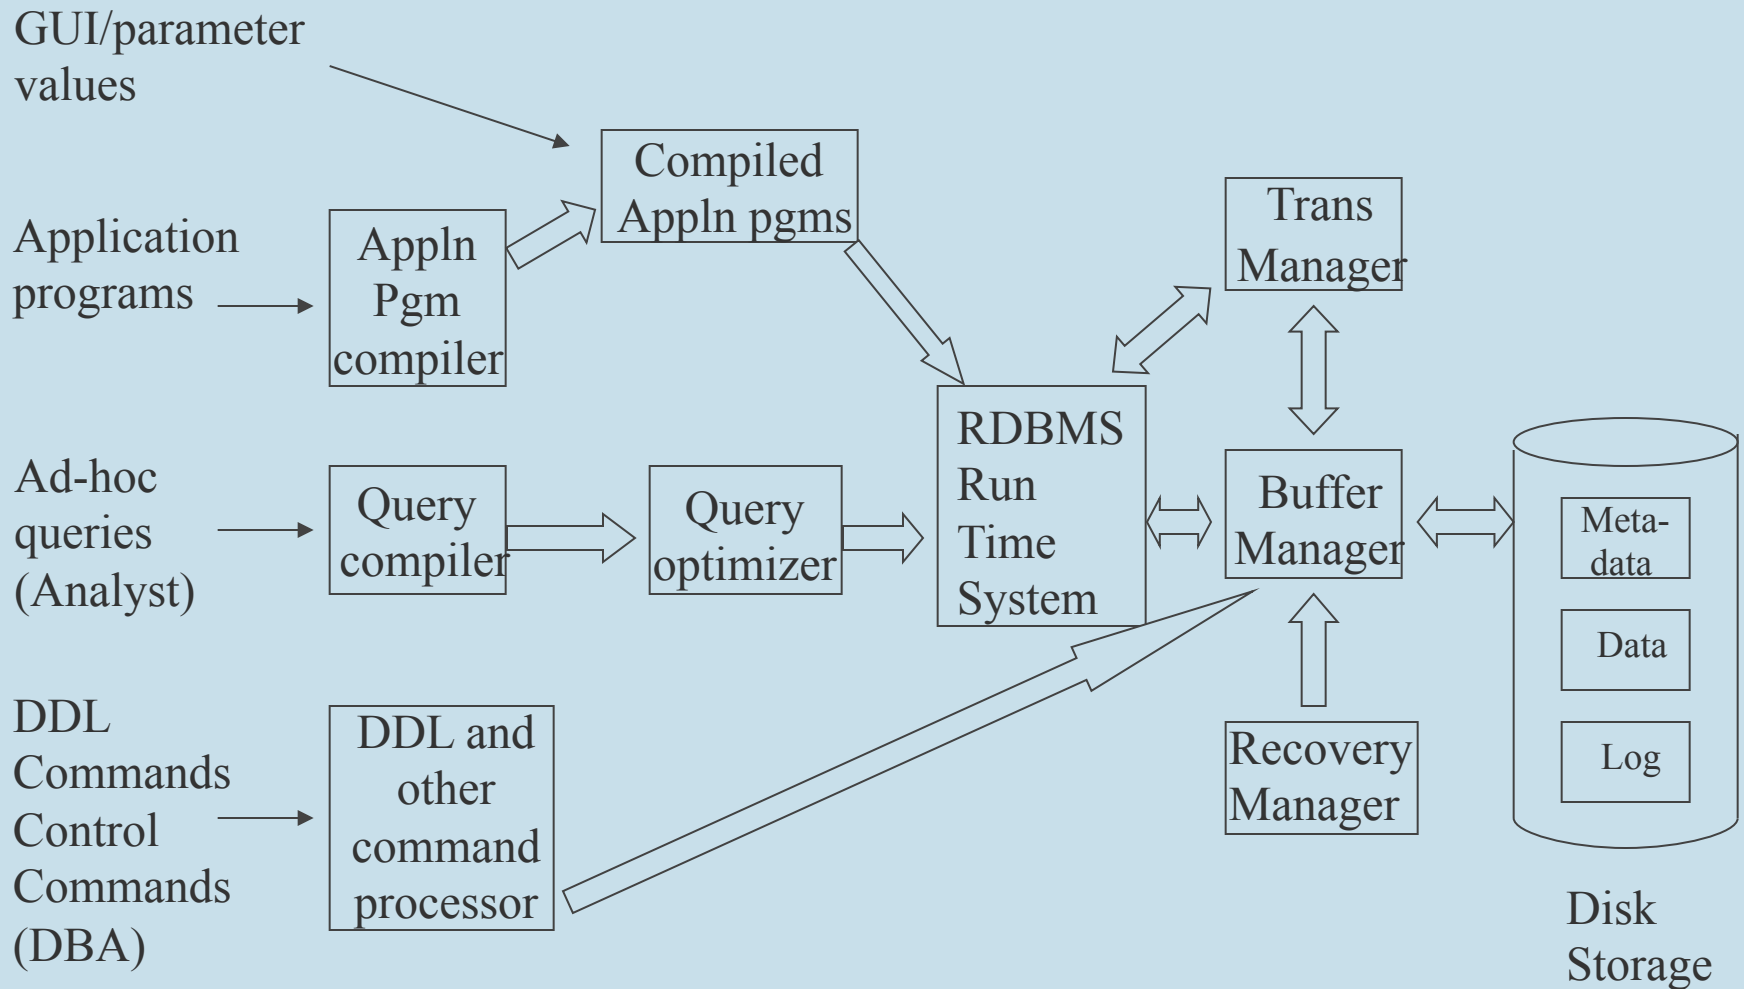 GUI/parameter
values
Compiled
Appln pgms
Trans
Manager
Application
programs
Appln
Pgm
compiler
RDBMS
Run
Time
System
Ad-hoc
queries
(Analyst)
Query
compiler
Query
optimizer
Buffer
Manager
Meta-
data
Data
Log
DDL
Commands
Control
Commands
(DBA)
DDL and
other
command
processor
Recovery
Manager
Disk
Storage